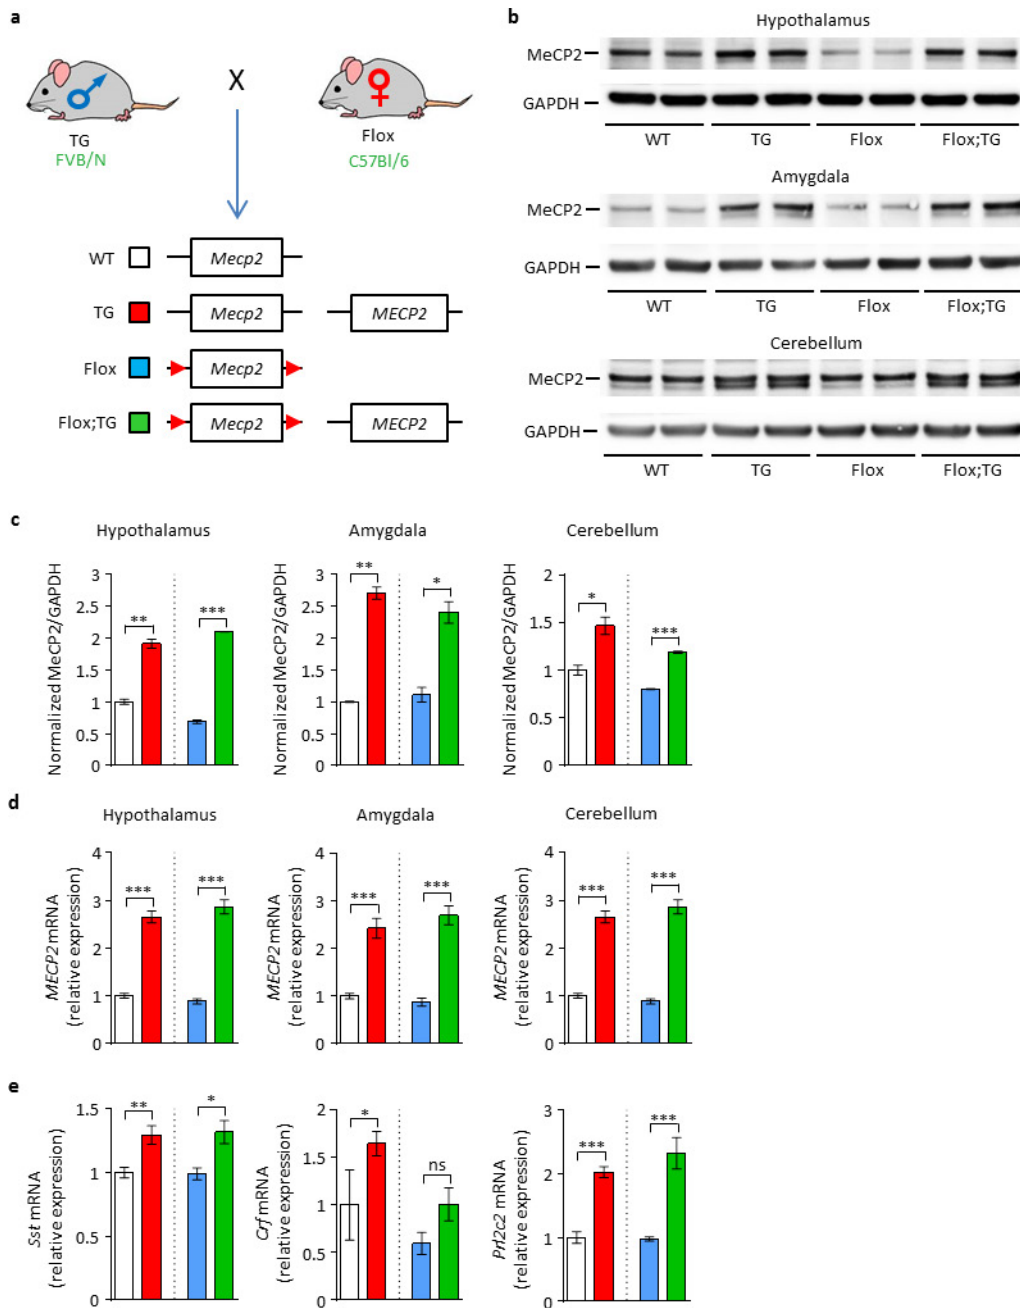 a
X
TG
FVB/N
Flox
C57Bl/6
WT
Mecp2
TG
Mecp2
MECP2
Flox
Mecp2
Flox;TG
Mecp2
MECP2
b
Hypothalamus
MeCP2
GAPDH
WT TG Flox Flox;TG
Amygdala
MeCP2
GAPDH
WT TG Flox Flox;TG
Cerebellum
MeCP2
GAPDH
WT TG Flox Flox;TG
c
Hypothalamus
Normalized MeCP2/GAPDH
3
2.5
2
1.5
1
0.5
0
**
***
Amygdala
Normalized MeCP2/GAPDH
3
2.5
2
1.5
1
0.5
0
**
*
Cerebellum
Normalized MeCP2/GAPDH
2
1.5
1
0.5
0
*
***
d
Hypothalamus
MECP2 mRNA
(relative expression)
4
3
2
1
0
***
***
Amygdala
MECP2 mRNA
(relative expression)
4
3
2
1
0
***
***
Cerebellum
MECP2 mRNA
(relative expression)
4
3
2
1
0
***
***
e
Sst mRNA
(relative expression)
1.5
1
0.5
0
**
*
Crf mRNA
(relative expression)
2
1.5
1
0.5
0
*
ns
Prl2c2 mRNA
(relative expression)
3
2
1
0
***
***